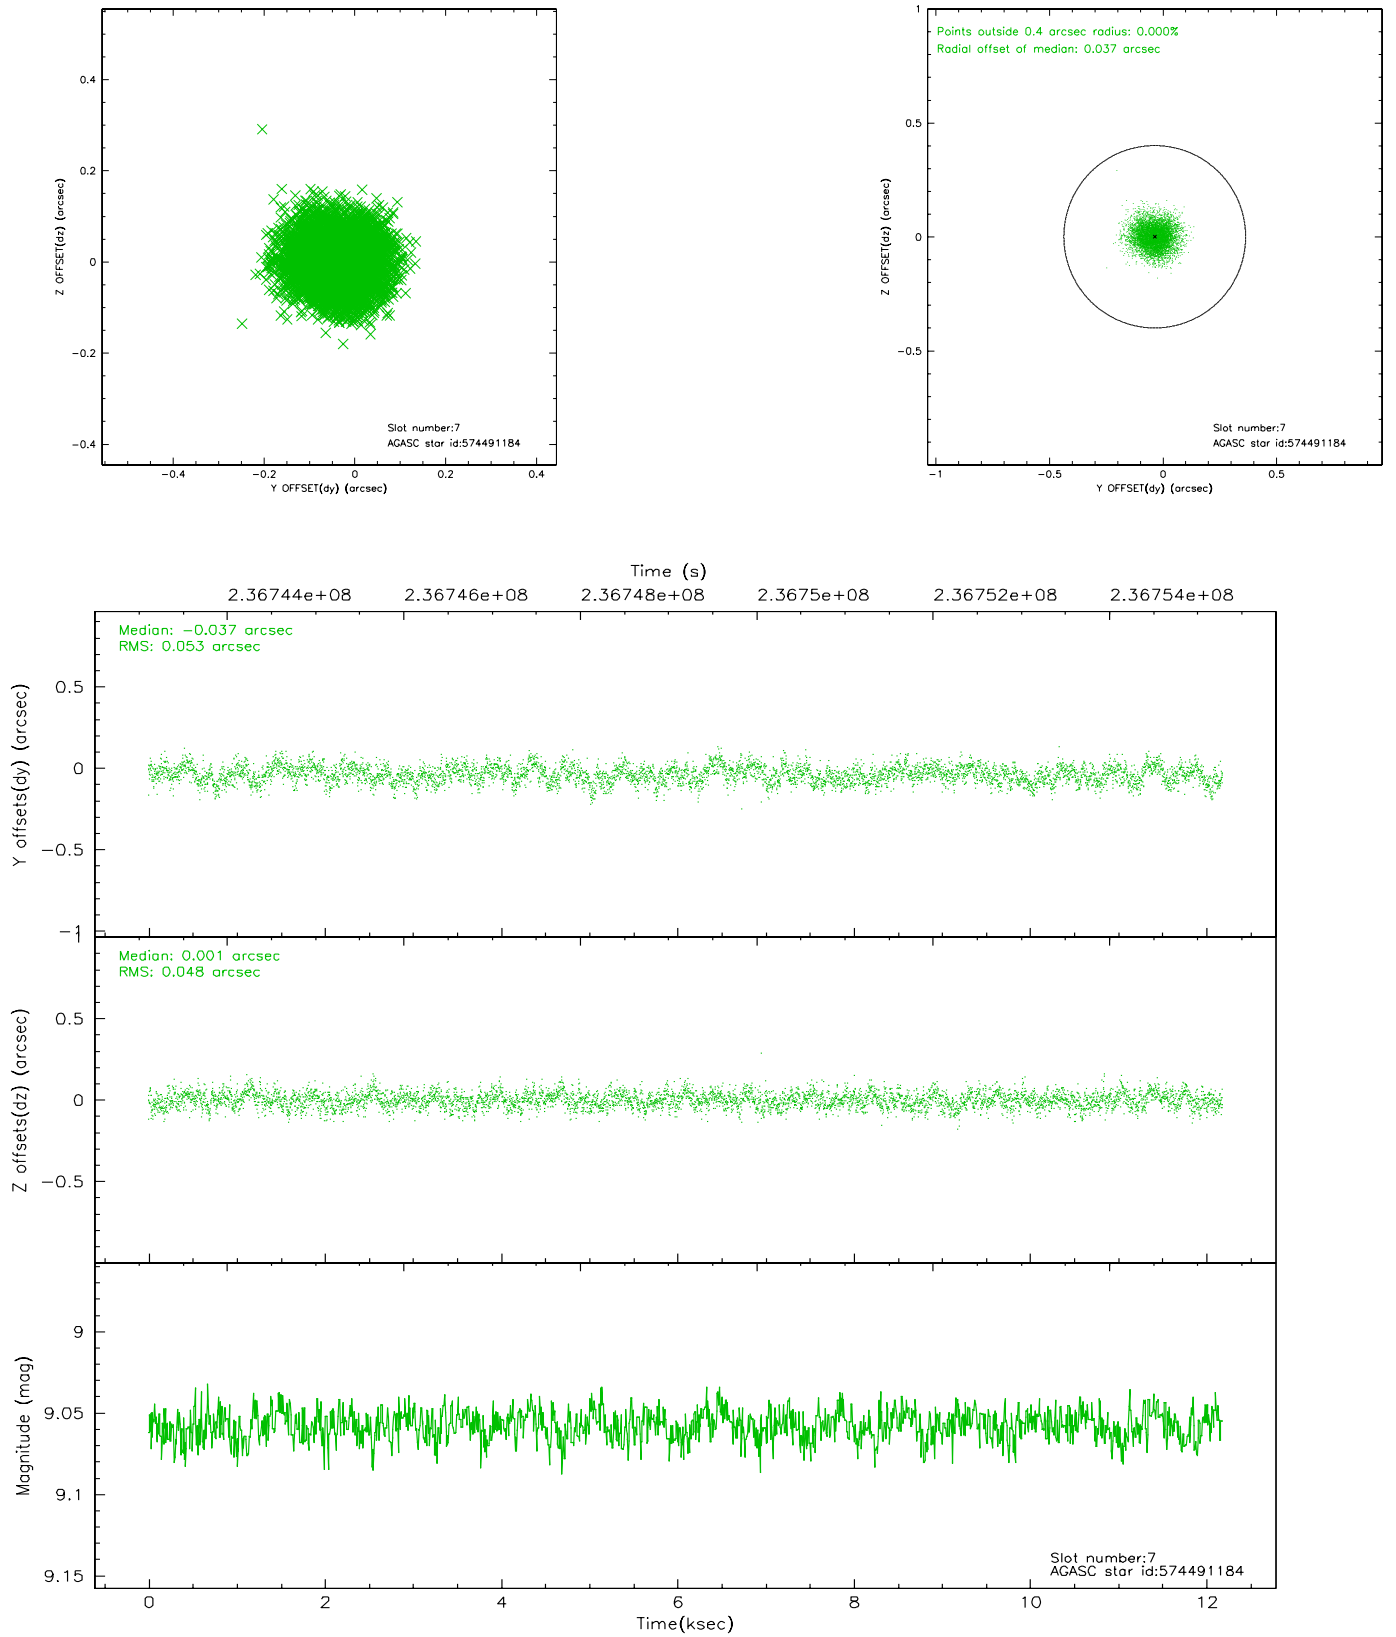 0.4
0.2
0
−0.2
−0.4
Z OFFSET(dz) (arcsec)
Slot number:7
AGASC star id:574491184
−0.4 −0.2 0 0.2 0.4
Y OFFSET(dy) (arcsec)
Points outside 0.4 arcsec radius: 0.000%
Radial offset of median: 0.037 arcsec
1
0.5
0
−0.5
Z OFFSET(dz) (arcsec)
Slot number:7
AGASC star id:574491184
−1 −0.5 0 0.5
Y OFFSET(dy) (arcsec)
Time (s)
2.36744e+08 2.36746e+08 2.36748e+08 2.3675e+08 2.36752e+08 2.36754e+08
Median: −0.037 arcsec
RMS: 0.053 arcsec
0.5
0
−0.5
−1
Y offsets(dy) (arcsec)
Median: 0.001 arcsec
RMS: 0.048 arcsec
0.5
0
−0.5
Z offsets(dz) (arcsec)
9
9.05
9.1
9.15
Magnitude (mag)
Slot number:7
AGASC star id:574491184
0 2 4 6 8 10 12
Time(ksec)